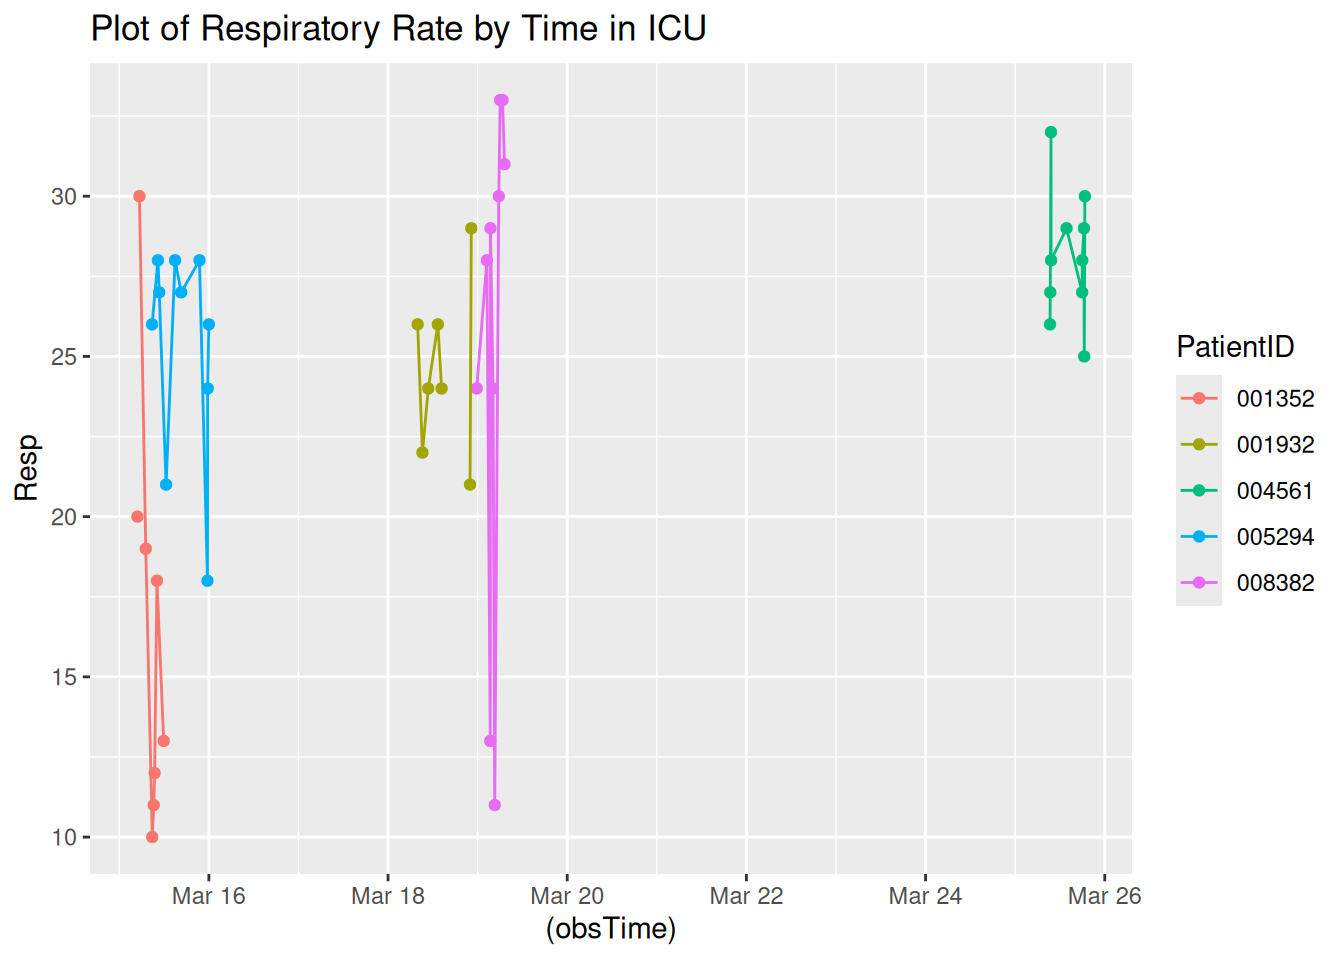 Plot of Respiratory Rate by Time in ICU
30
25
20
15
10
Resp
Mar 16 Mar 18 Mar 20 Mar 22 Mar 24 Mar 26
(obsTime)
PatientID
001352
001932
004561
005294
008382